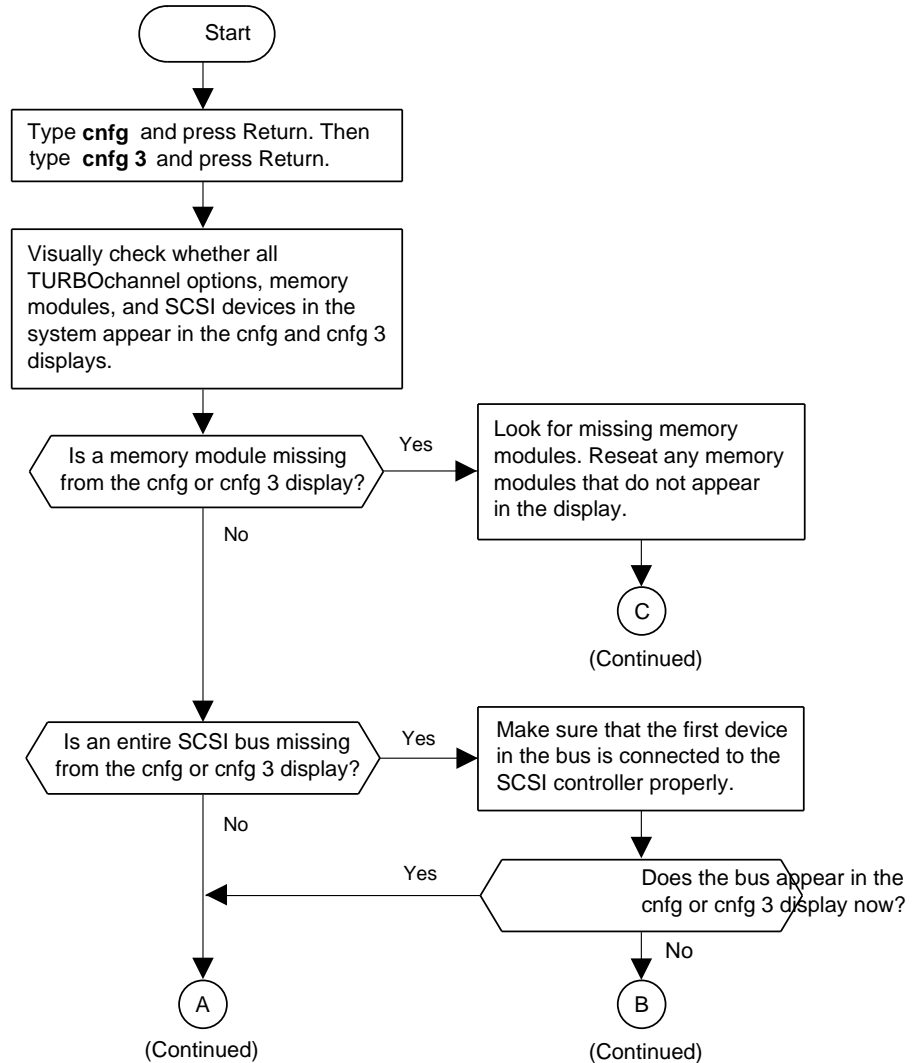 Start
Type cnfg and press Return. Then
type cnfg 3 and press Return.
Visually check whether all
TURBOchannel options, memory
modules, and SCSI devices in the
system appear in the cnfg and cnfg 3
displays.
Is a memory module missing
from the cnfg or cnfg 3 display?
Yes
Look for missing memory
modules. Reseat any memory
modules that do not appear
in the display.
No
C
(Continued)
Is an entire SCSI bus missing
from the cnfg or cnfg 3 display?
Yes
Make sure that the first device
in the bus is connected to the
SCSI controller properly.
No
Yes
Does the bus appear in the
cnfg or cnfg 3 display now?
No
A
(Continued)
B
(Continued)